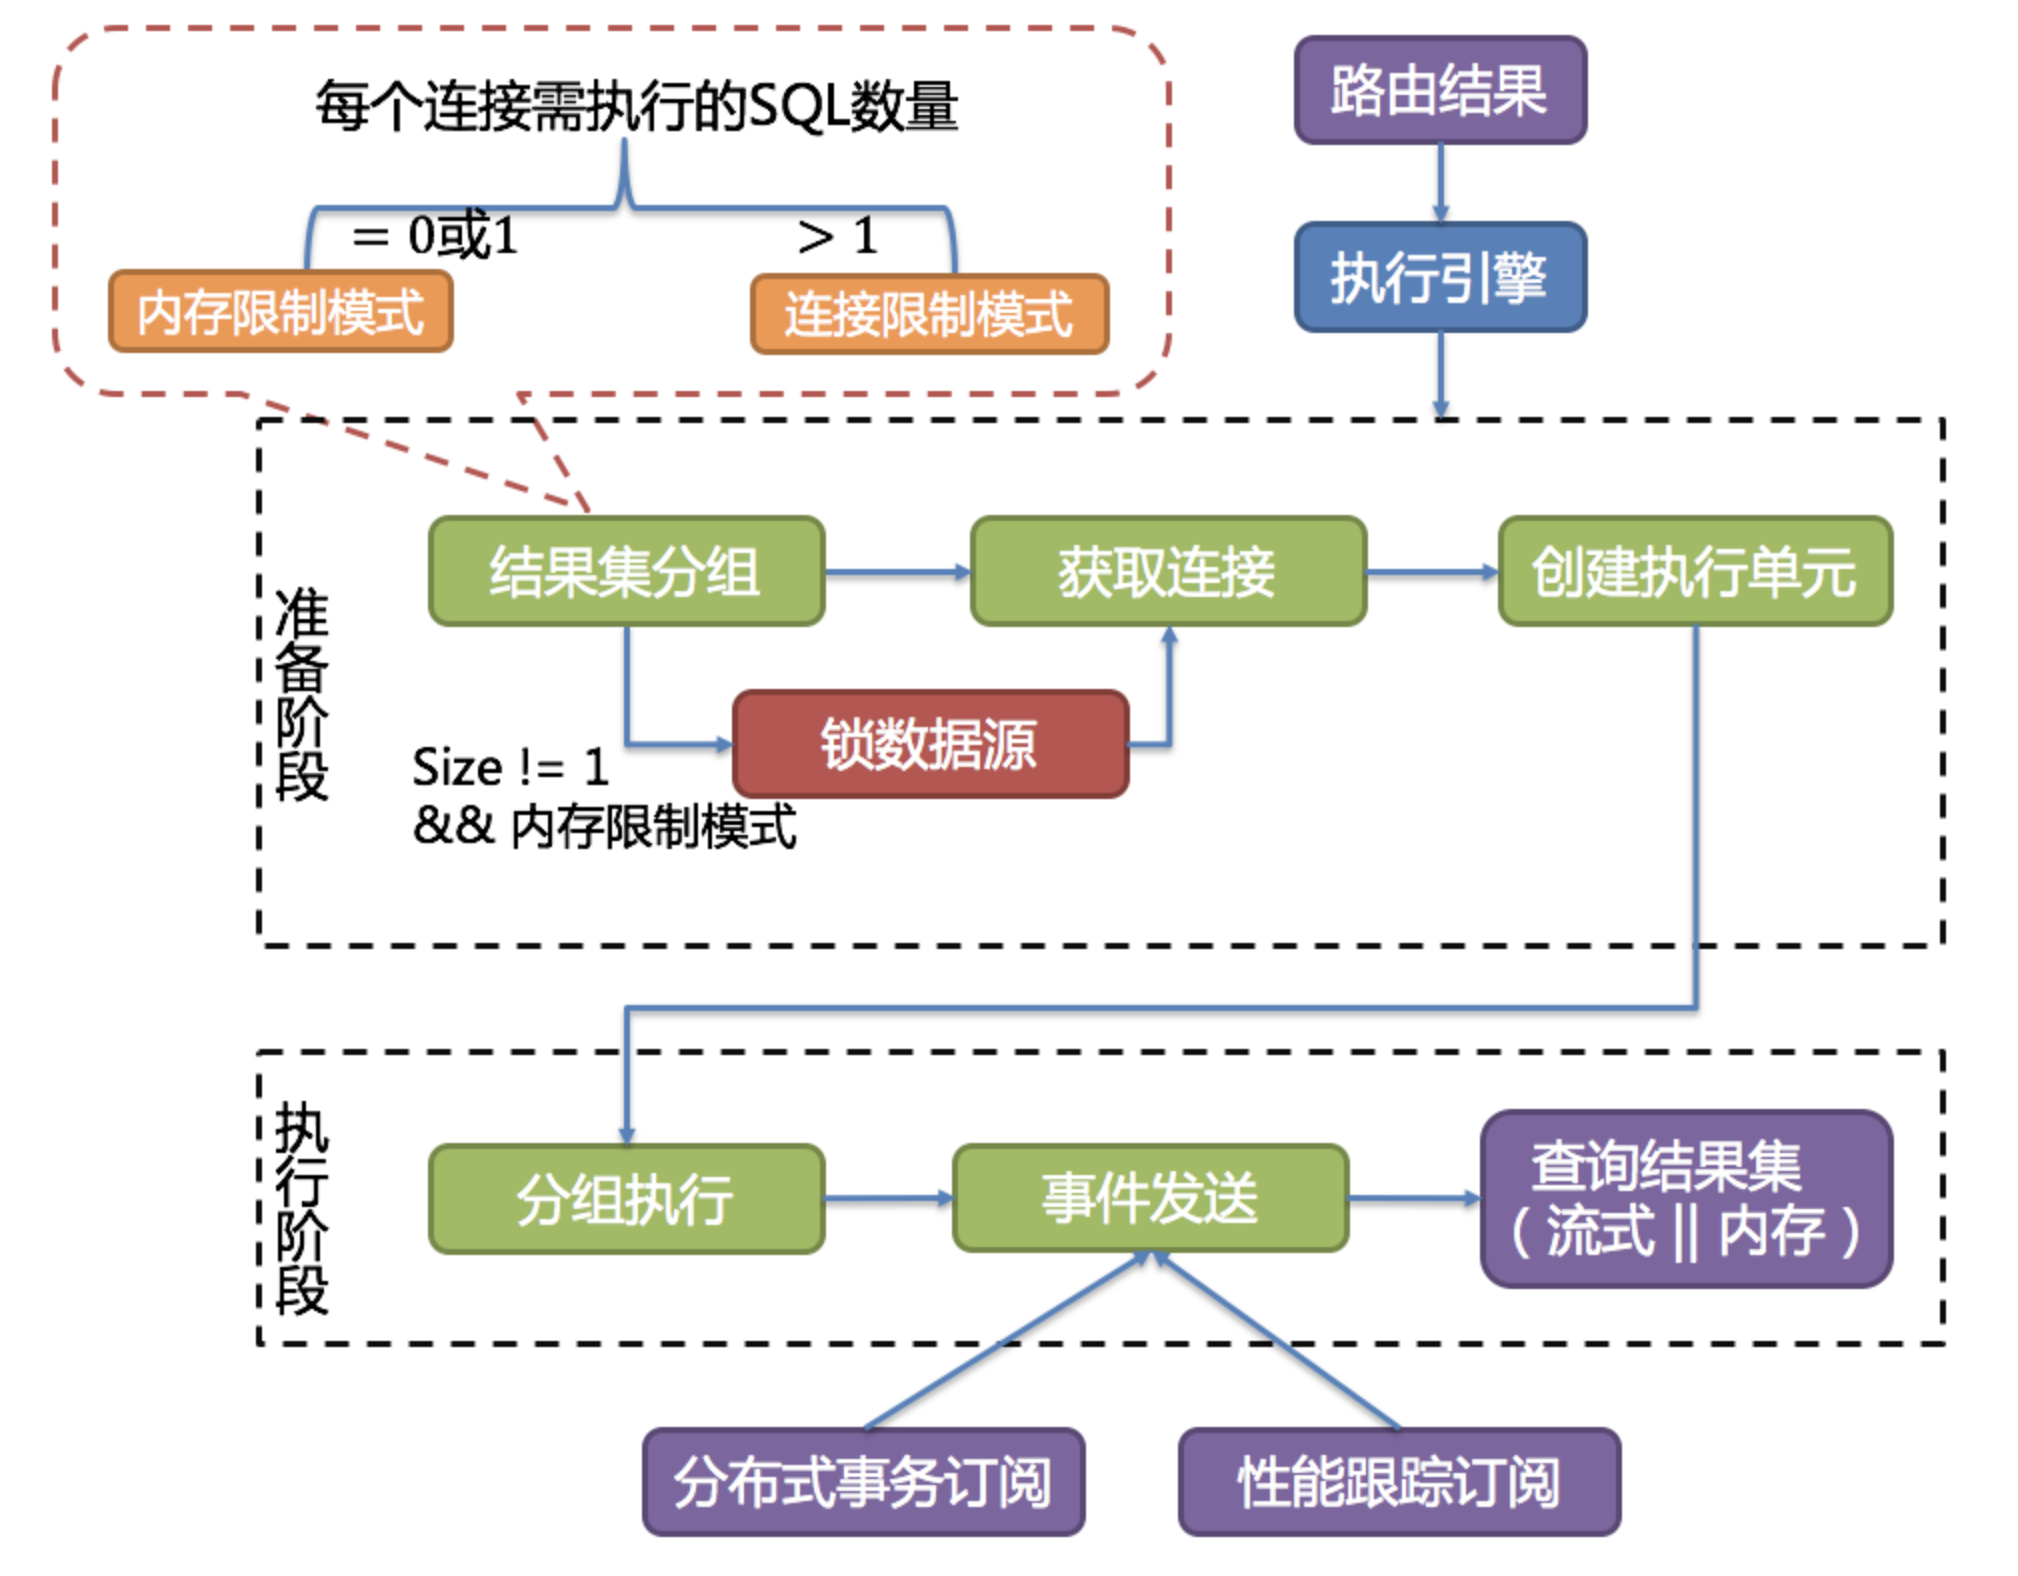 每个连接需执行的SQL数量
= 0或1
> 1
内存限制模式
连接限制模式
路由结果
执行引擎
准备阶段
结果集分组
获取连接
创建执行单元
锁数据源
Size != 1
&& 内存限制模式
执行阶段
分组执行
事件发送
查询结果集
（ 流式 || 内存 ）
分布式事务订阅
性能跟踪订阅